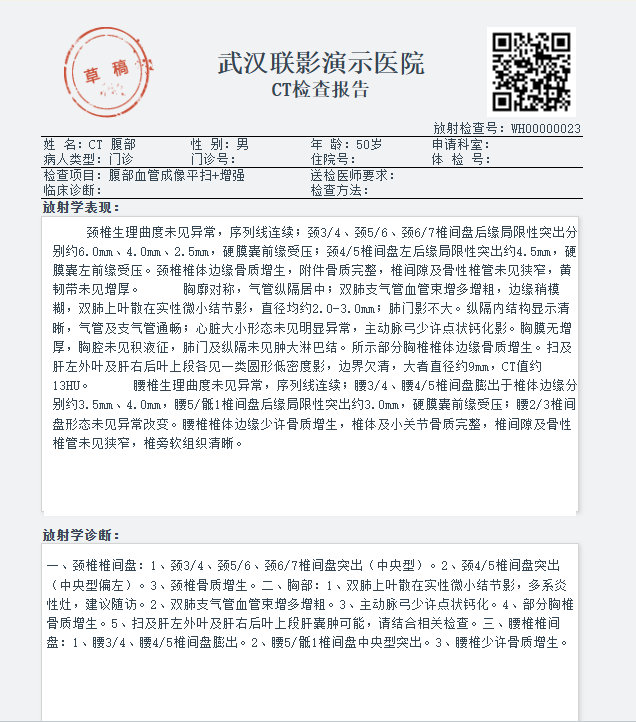 草稿
武汉联影演示医院
CT检查报告
放射检查号：WH00000023
姓 名：CT 腹部 性 别：男 年 龄：50岁 申请科室：
病人类型：门诊 门诊号： 住院号： 体 检 号：
检查项目：腹部血管成像平扫+增强 送检医师要求：
临床诊断： 检查方法：
放射学表现：
颈椎生理曲度未见异常，序列线连续；颈3/4、颈5/6、颈6/7椎间盘后缘局限性突出分
别约6.0mm、4.0mm、2.5mm，硬膜囊前缘受压；颈4/5椎间盘左后缘局限性突出约4.5mm，硬
膜囊左前缘受压。颈椎椎体边缘骨质增生，附件骨质完整，椎间隙及骨性椎管未见狭窄，黄
韧带未见增厚。 胸廓对称，气管纵隔居中；双肺支气管血管束增多增粗，边缘稍模
糊，双肺上叶散在实性微小结节影，直径均约2.0-3.0mm；肺门影不大。纵隔内结构显示清
晰，气管及支气管通畅；心脏大小形态未见明显异常，主动脉弓少许点状钙化影。胸膜无增
厚，胸腔未见积液征，肺门及纵隔未见肿大淋巴结。所示部分胸椎椎体边缘骨质增生。扫及
肝左外叶及肝右后叶上段各见一类圆形低密度影，边界欠清，大者直径约9mm，CT值约
13HU。 腰椎生理曲度未见异常，序列线连续；腰3/4、腰4/5椎间盘膨出于椎体边缘分
别约3.5mm、4.0mm，腰5/骶1椎间盘后缘局限性突出约3.0mm，硬膜囊前缘受压；腰2/3椎间
盘形态未见异常改变。腰椎椎体边缘少许骨质增生，椎体及小关节骨质完整，椎间隙及骨性
椎管未见狭窄，椎旁软组织清晰。
放射学诊断：
一、颈椎椎间盘：1、颈3/4、颈5/6、颈6/7椎间盘突出（中央型）。2、颈4/5椎间盘突出
（中央型偏左）。3、颈椎骨质增生。二、胸部：1、双肺上叶散在实性微小结节影，多系炎
性灶，建议随访。2、双肺支气管血管束增多增粗。3、主动脉弓少许点状钙化。4、部分胸椎
骨质增生。5、扫及肝左外叶及肝右后叶上段肝囊肿可能，请结合相关检查。三、腰椎椎间
盘：1、腰3/4、腰4/5椎间盘膨出。2、腰5/骶1椎间盘中央型突出。3、腰椎少许骨质增生。